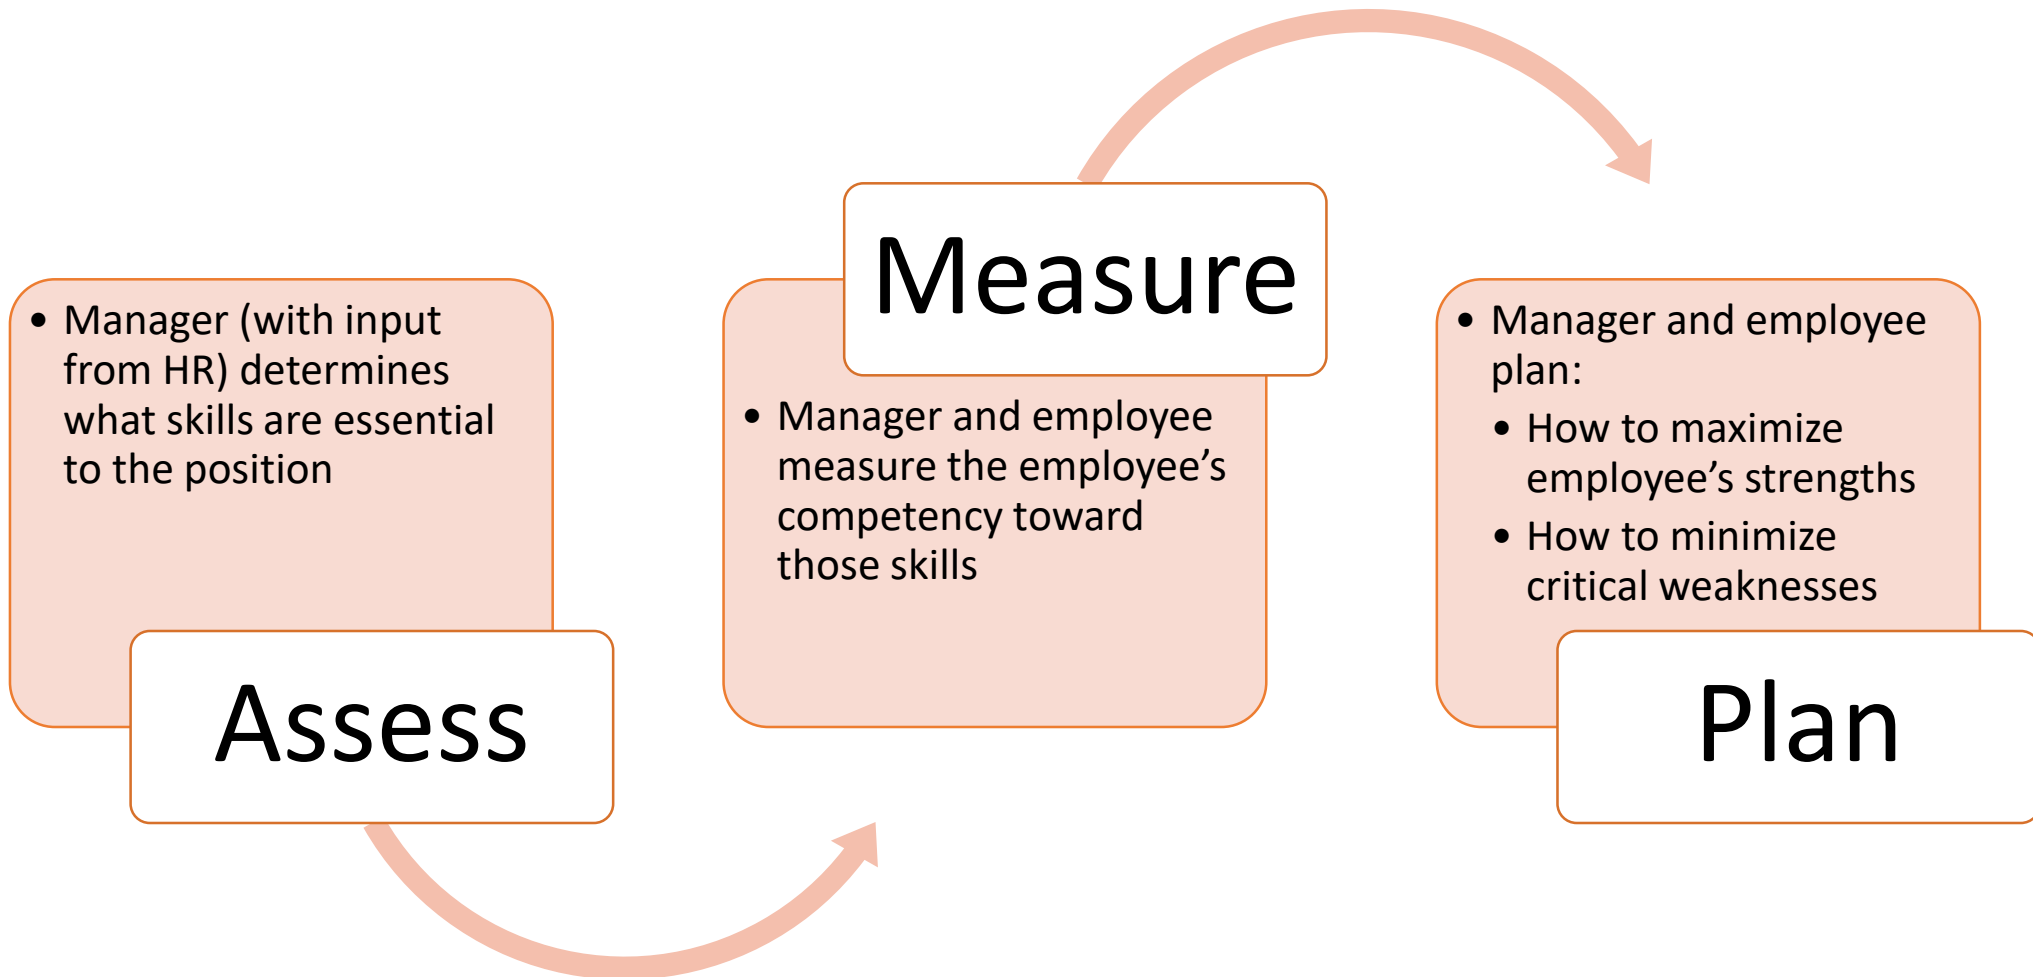 • Manager (with input
from HR) determines
what skills are essential
to the position
Assess
Measure
• Manager and employee
measure the employee’s
competency toward
those skills
• Manager and employee
plan:
• How to maximize
employee’s strengths
• How to minimize
critical weaknesses
Plan